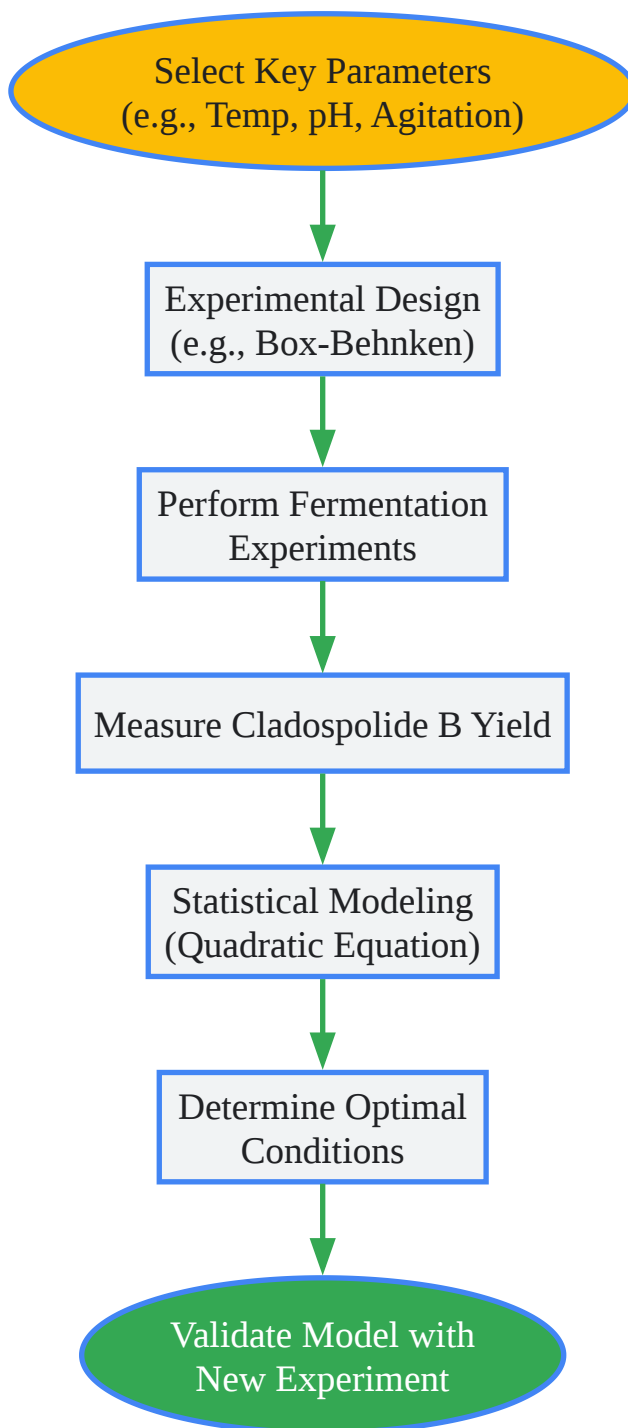 Select Key Parameters
(e.g., Temp, pH, Agitation)
Experimental Design
(e.g., Box-Behnken)
Perform Fermentation
Experiments
Measure Cladospolide B Yield
Statistical Modeling
(Quadratic Equation)
Determine Optimal
Conditions
Validate Model with
New Experiment